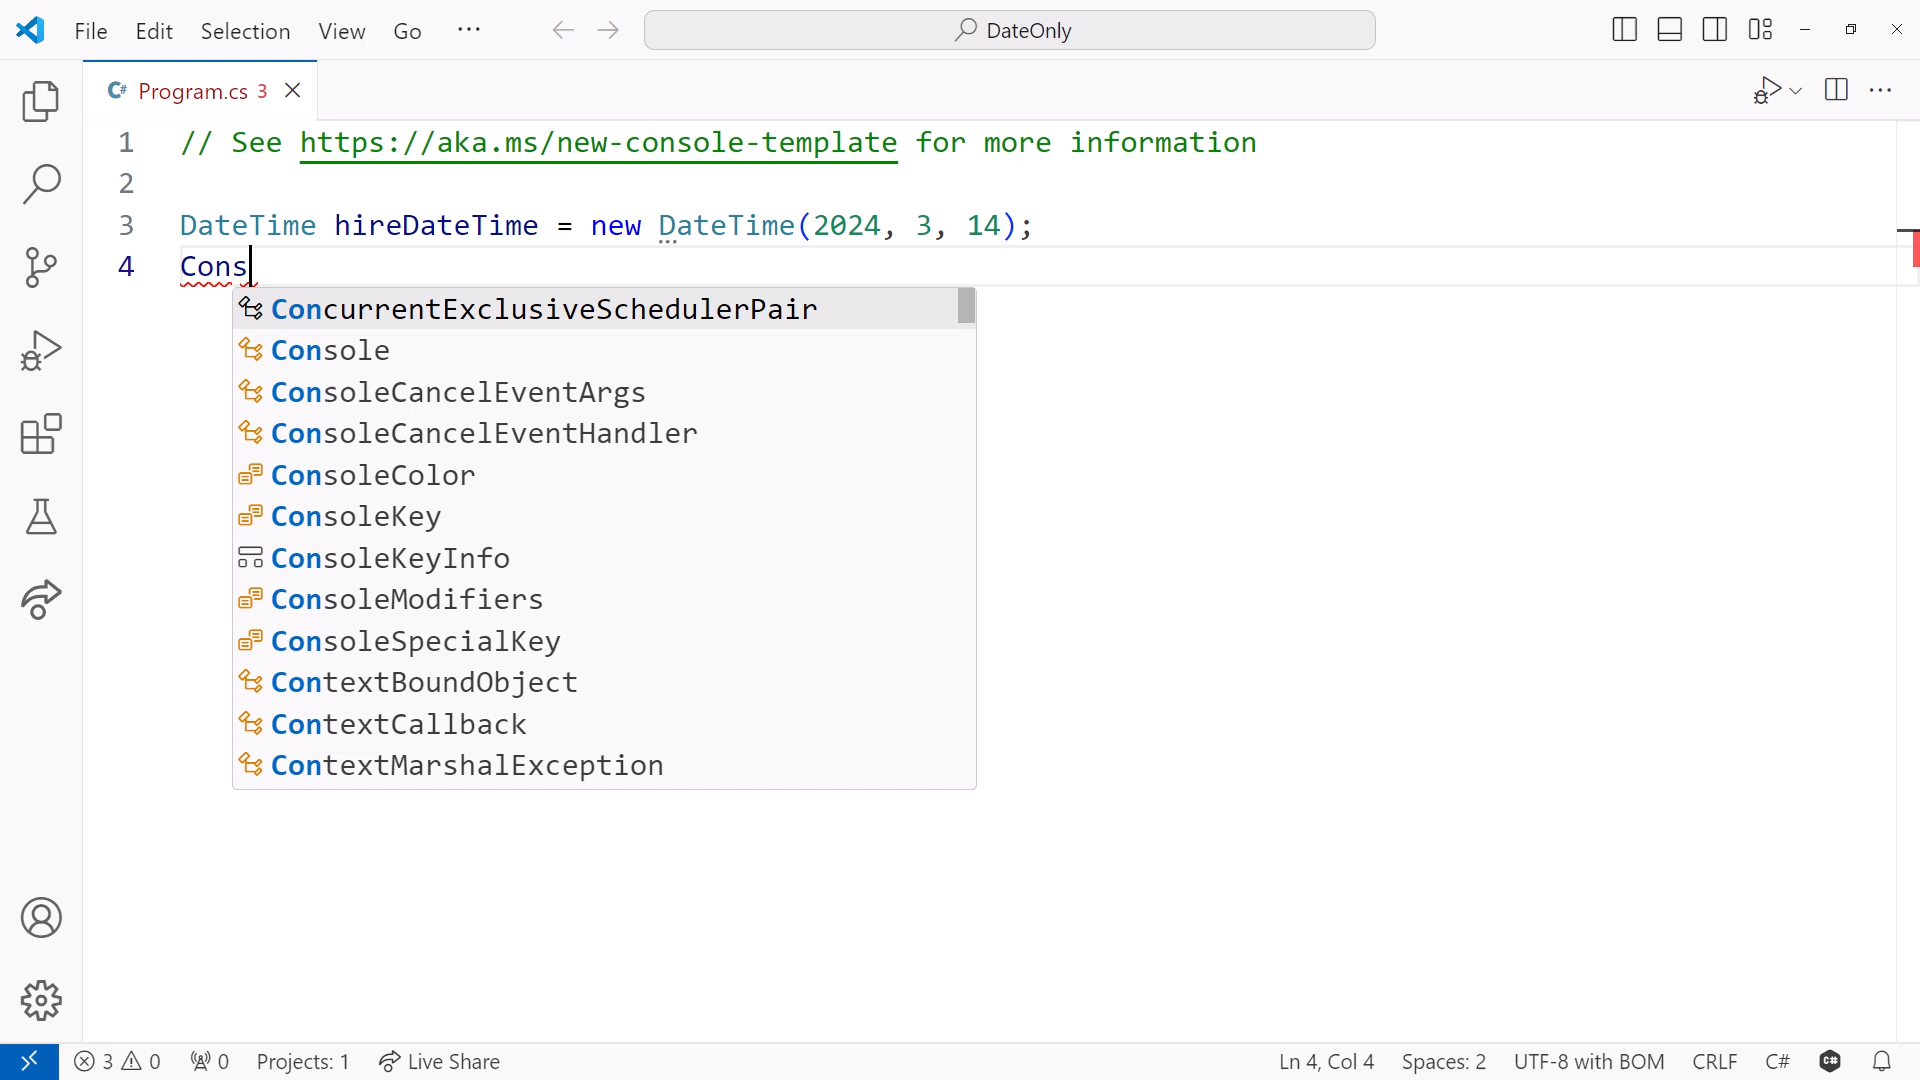 File Edit Selection View Go ··· DateOnly
C# Program.cs 3
1 // See https://aka.ms/new-console-template for more information
2
3 DateTime hireDateTime = new DateTime(2024, 3, 14);
4 Cons
ConcurrentExclusiveSchedulerPair
Console
ConsoleCancelEventArgs
ConsoleCancelEventHandler
ConsoleColor
ConsoleKey
ConsoleKeyInfo
ConsoleModifiers
ConsoleSpecialKey
ContextBoundObject
ContextCallback
ContextMarshalException
3 0 0 Projects: 1 Live Share Ln 4, Col 4 Spaces: 2 UTF-8 with BOM CRLF C# C#